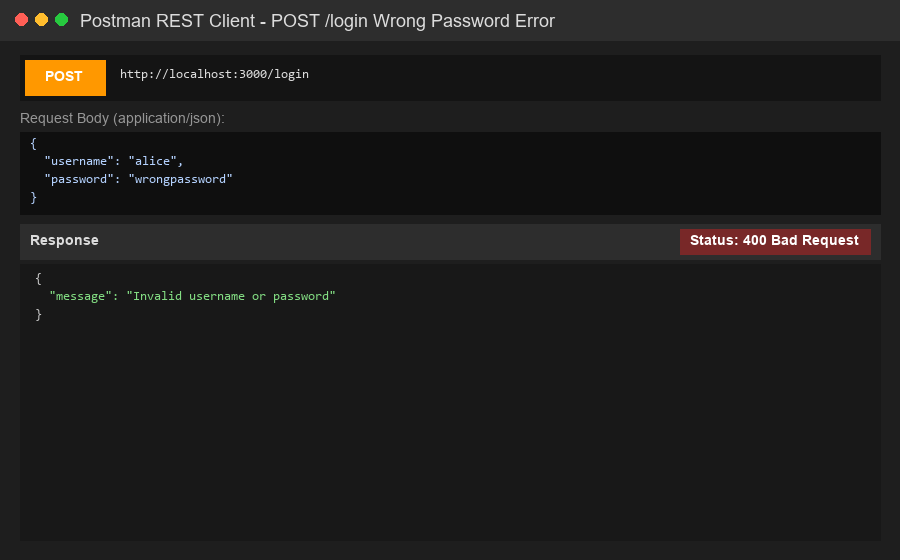 Postman REST Client - POST /login Wrong Password Error
POST http://localhost:3000/login
Request Body (application/json):
{
  "username": "alice",
  "password": "wrongpassword"
}
Response Status: 400 Bad Request
{
  "message": "Invalid username or password"
}